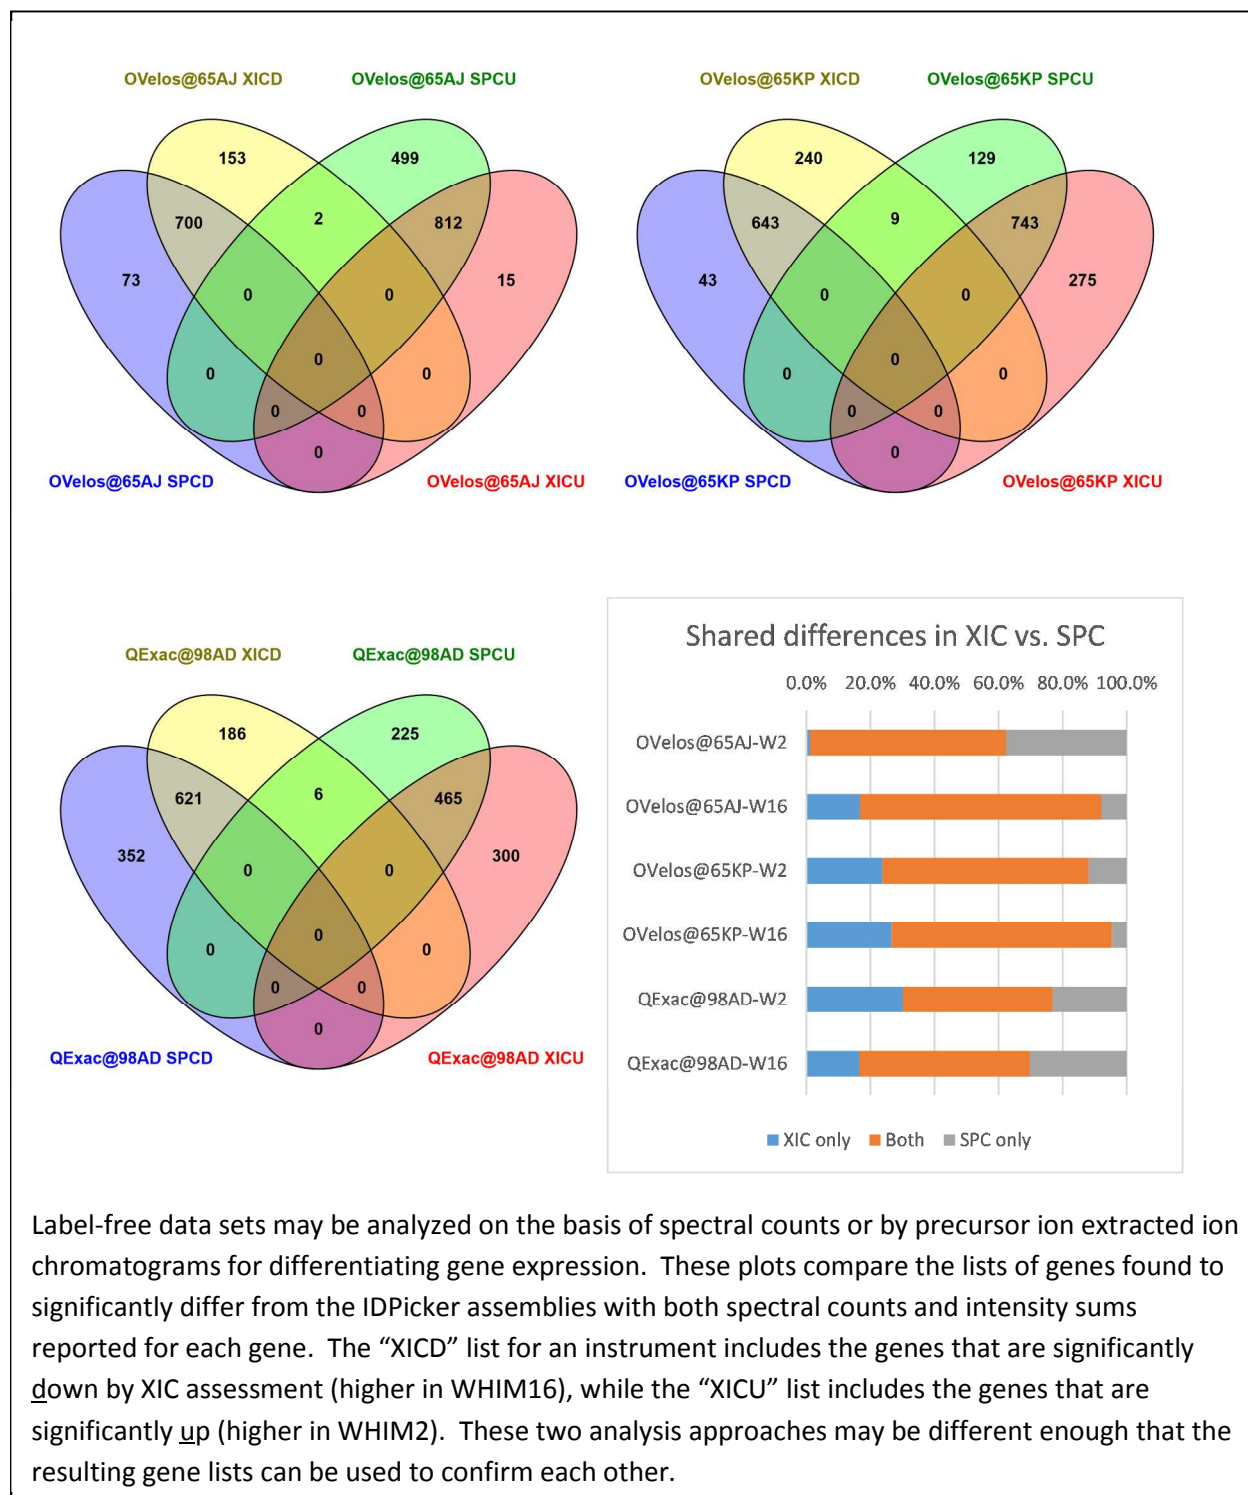 OVelos@65AJ XICD
OVelos@65AJ SPCU
153
499
700
2
812
73
15
0
0
0
0
0
0
0
0
OVelos@65AJ SPCD
OVelos@65AJ XICU
OVelos@65KP XICD
OVelos@65KP SPCU
240
129
643
9
743
43
275
0
0
0
0
0
0
0
0
OVelos@65KP SPCD
OVelos@65KP XICU
QExac@98AD XICD
QExac@98AD SPCU
186
225
621
6
465
352
300
0
0
0
0
0
0
0
0
QExac@98AD SPCD
QExac@98AD XICU
Shared differences in XIC vs. SPC
0.0% 20.0% 40.0% 60.0% 80.0% 100.0%
OVelos@65AJ-W2
OVelos@65AJ-W16
OVelos@65KP-W2
OVelos@65KP-W16
QExac@98AD-W2
QExac@98AD-W16
XIC only Both SPC only
Label-free data sets may be analyzed on the basis of spectral counts or by precursor ion extracted ion
chromatograms for differentiating gene expression. These plots compare the lists of genes found to
significantly differ from the IDPicker assemblies with both spectral counts and intensity sums
reported for each gene. The “XICD” list for an instrument includes the genes that are significantly
down by XIC assessment (higher in WHIM16), while the “XICU” list includes the genes that are
significantly up (higher in WHIM2). These two analysis approaches may be different enough that the
resulting gene lists can be used to confirm each other.